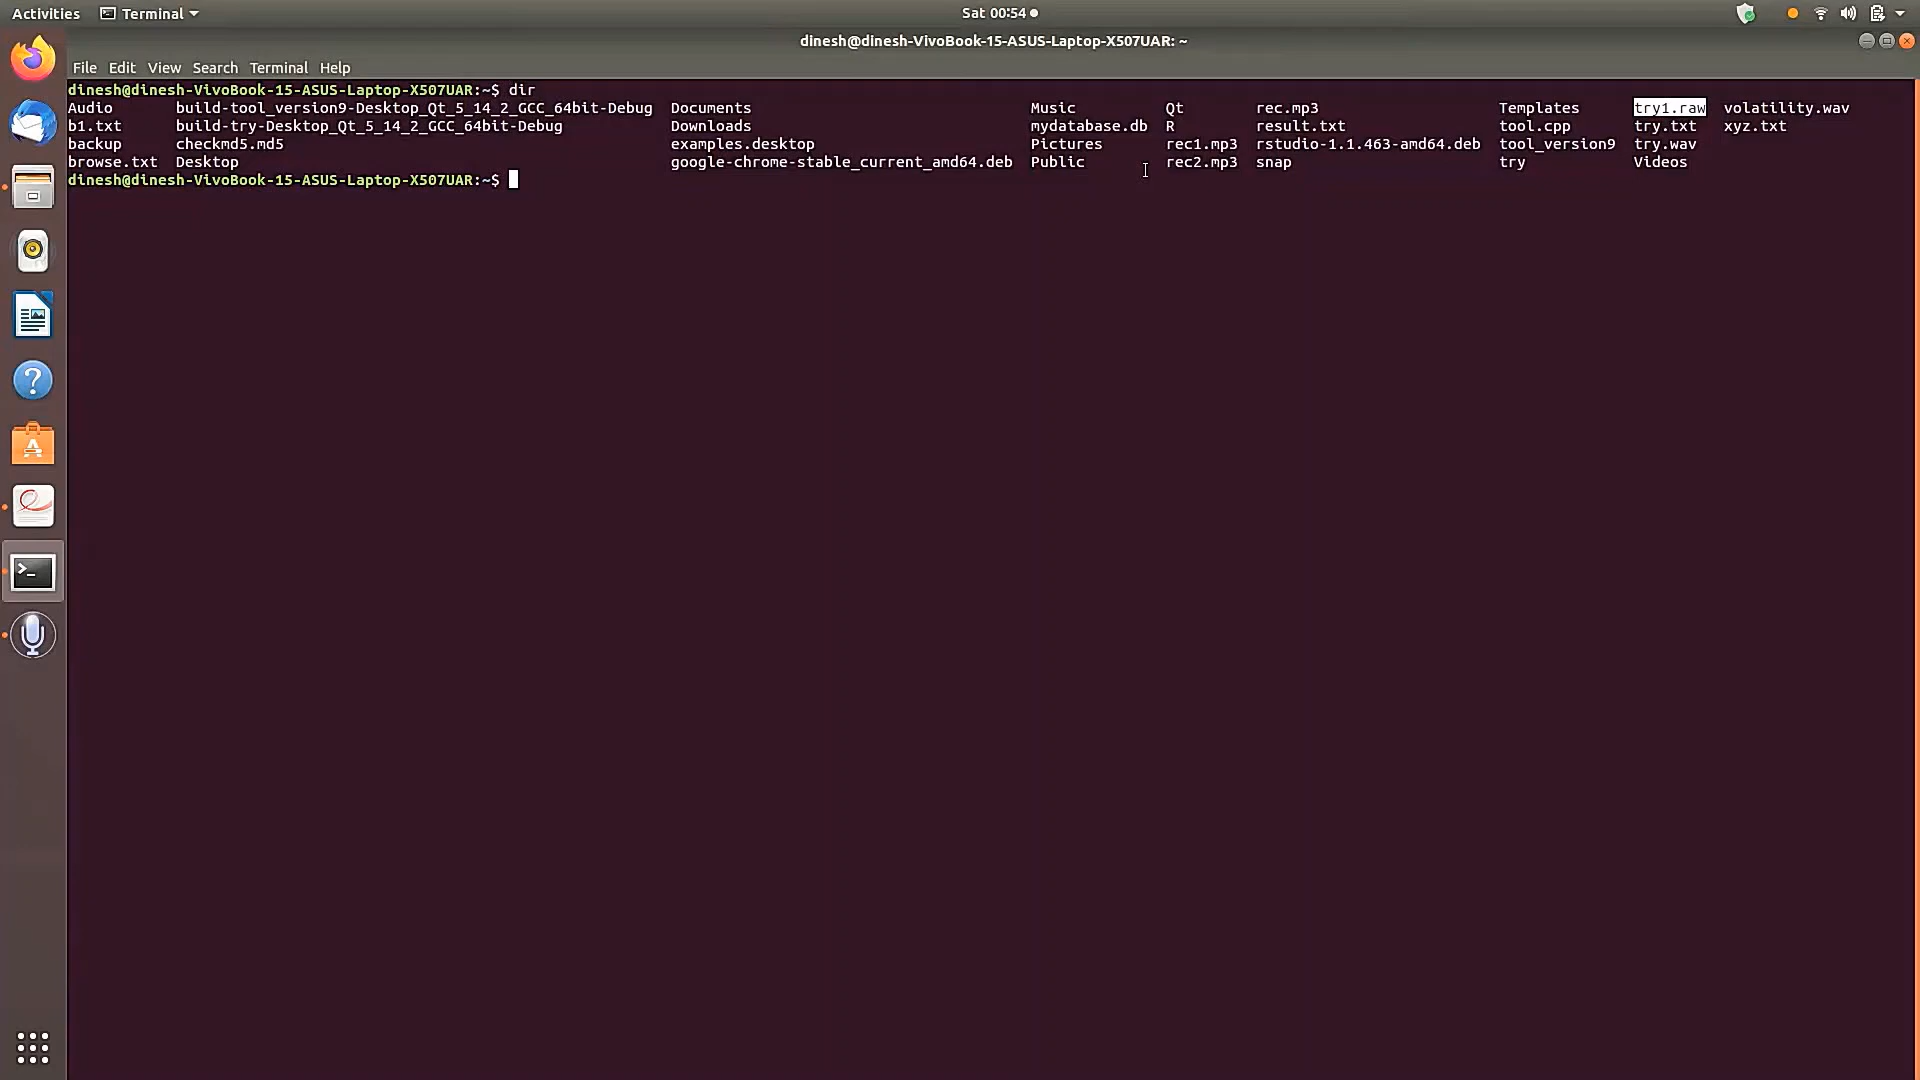 Activities Terminal Sat 00:54
dinesh@dinesh-VivoBook-15-ASUS-Laptop-X507UAR: ~
File Edit View Search Terminal Help
dinesh@dinesh-VivoBook-15-ASUS-Laptop-X507UAR:~$ dir
Audio build-tool_version9-Desktop_Qt_5_14_2_GCC_64bit-Debug Documents Music Qt rec.mp3 Templates try1.raw volatility.wav
b1.txt build-try-Desktop_Qt_5_14_2_GCC_64bit-Debug Downloads mydatabase.db R result.txt tool.cpp try.txt xyz.txt
backup checkmd5.md5 examples.desktop Pictures rec1.mp3 rstudio-1.1.463-amd64.deb tool_version9 try.wav
browse.txt Desktop google-chrome-stable_current_amd64.deb Public rec2.mp3 snap try Videos
dinesh@dinesh-VivoBook-15-ASUS-Laptop-X507UAR:~$